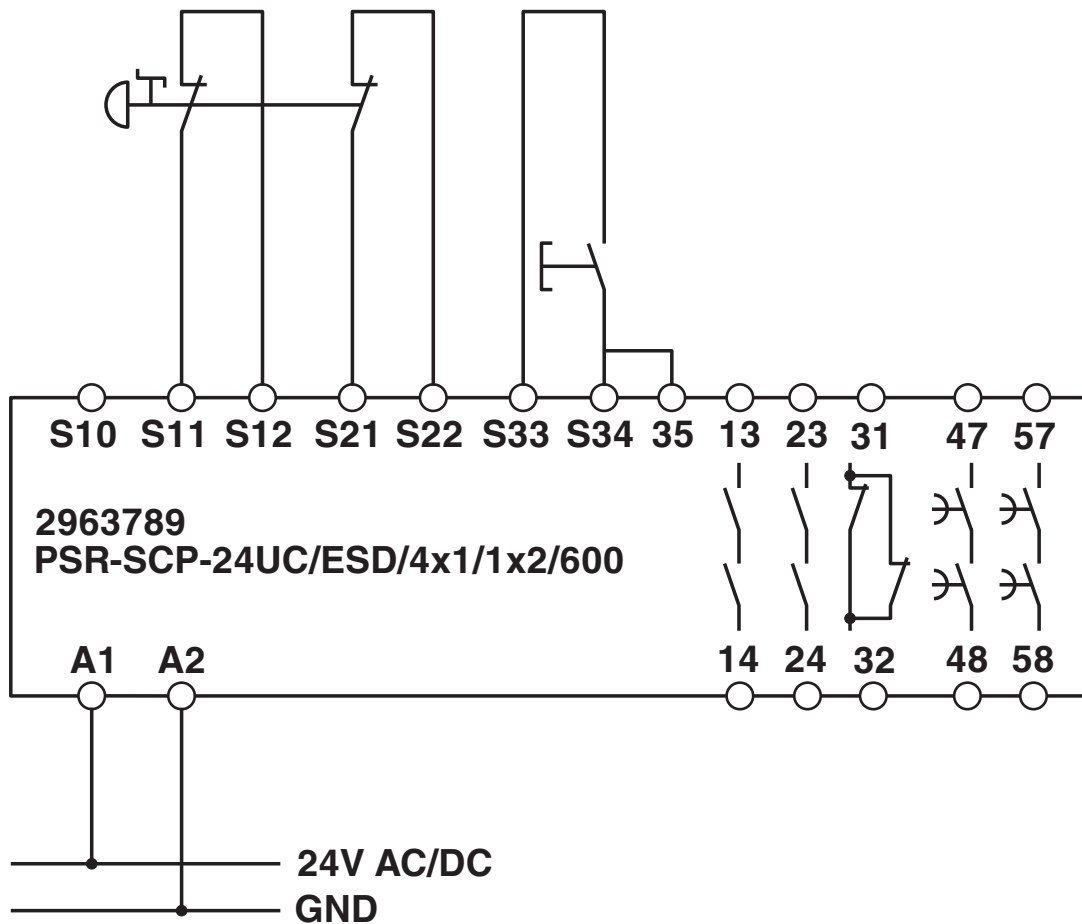 S10 S11 S12 S21 S22 S33 S34 35 13 23 31 47 57
2963789
PSR-SCP-24UC/ESD/4x1/1x2/600
A1 A2 14 24 32 48 58
24V AC/DC
GND